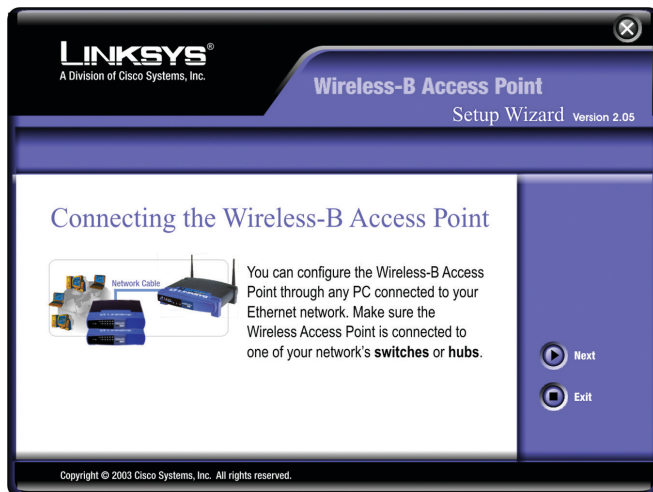 LINKSYS®
A Division of Cisco Systems, Inc.
Wireless-B Access Point
Setup Wizard Version 2.05
Connecting the Wireless-B Access Point
Network Cable
You can configure the Wireless-B Access
Point through any PC connected to your
Ethernet network. Make sure the
Wireless Access Point is connected to
one of your network's switches or hubs.
Next
Exit
Copyright © 2003 Cisco Systems, Inc. All rights reserved.